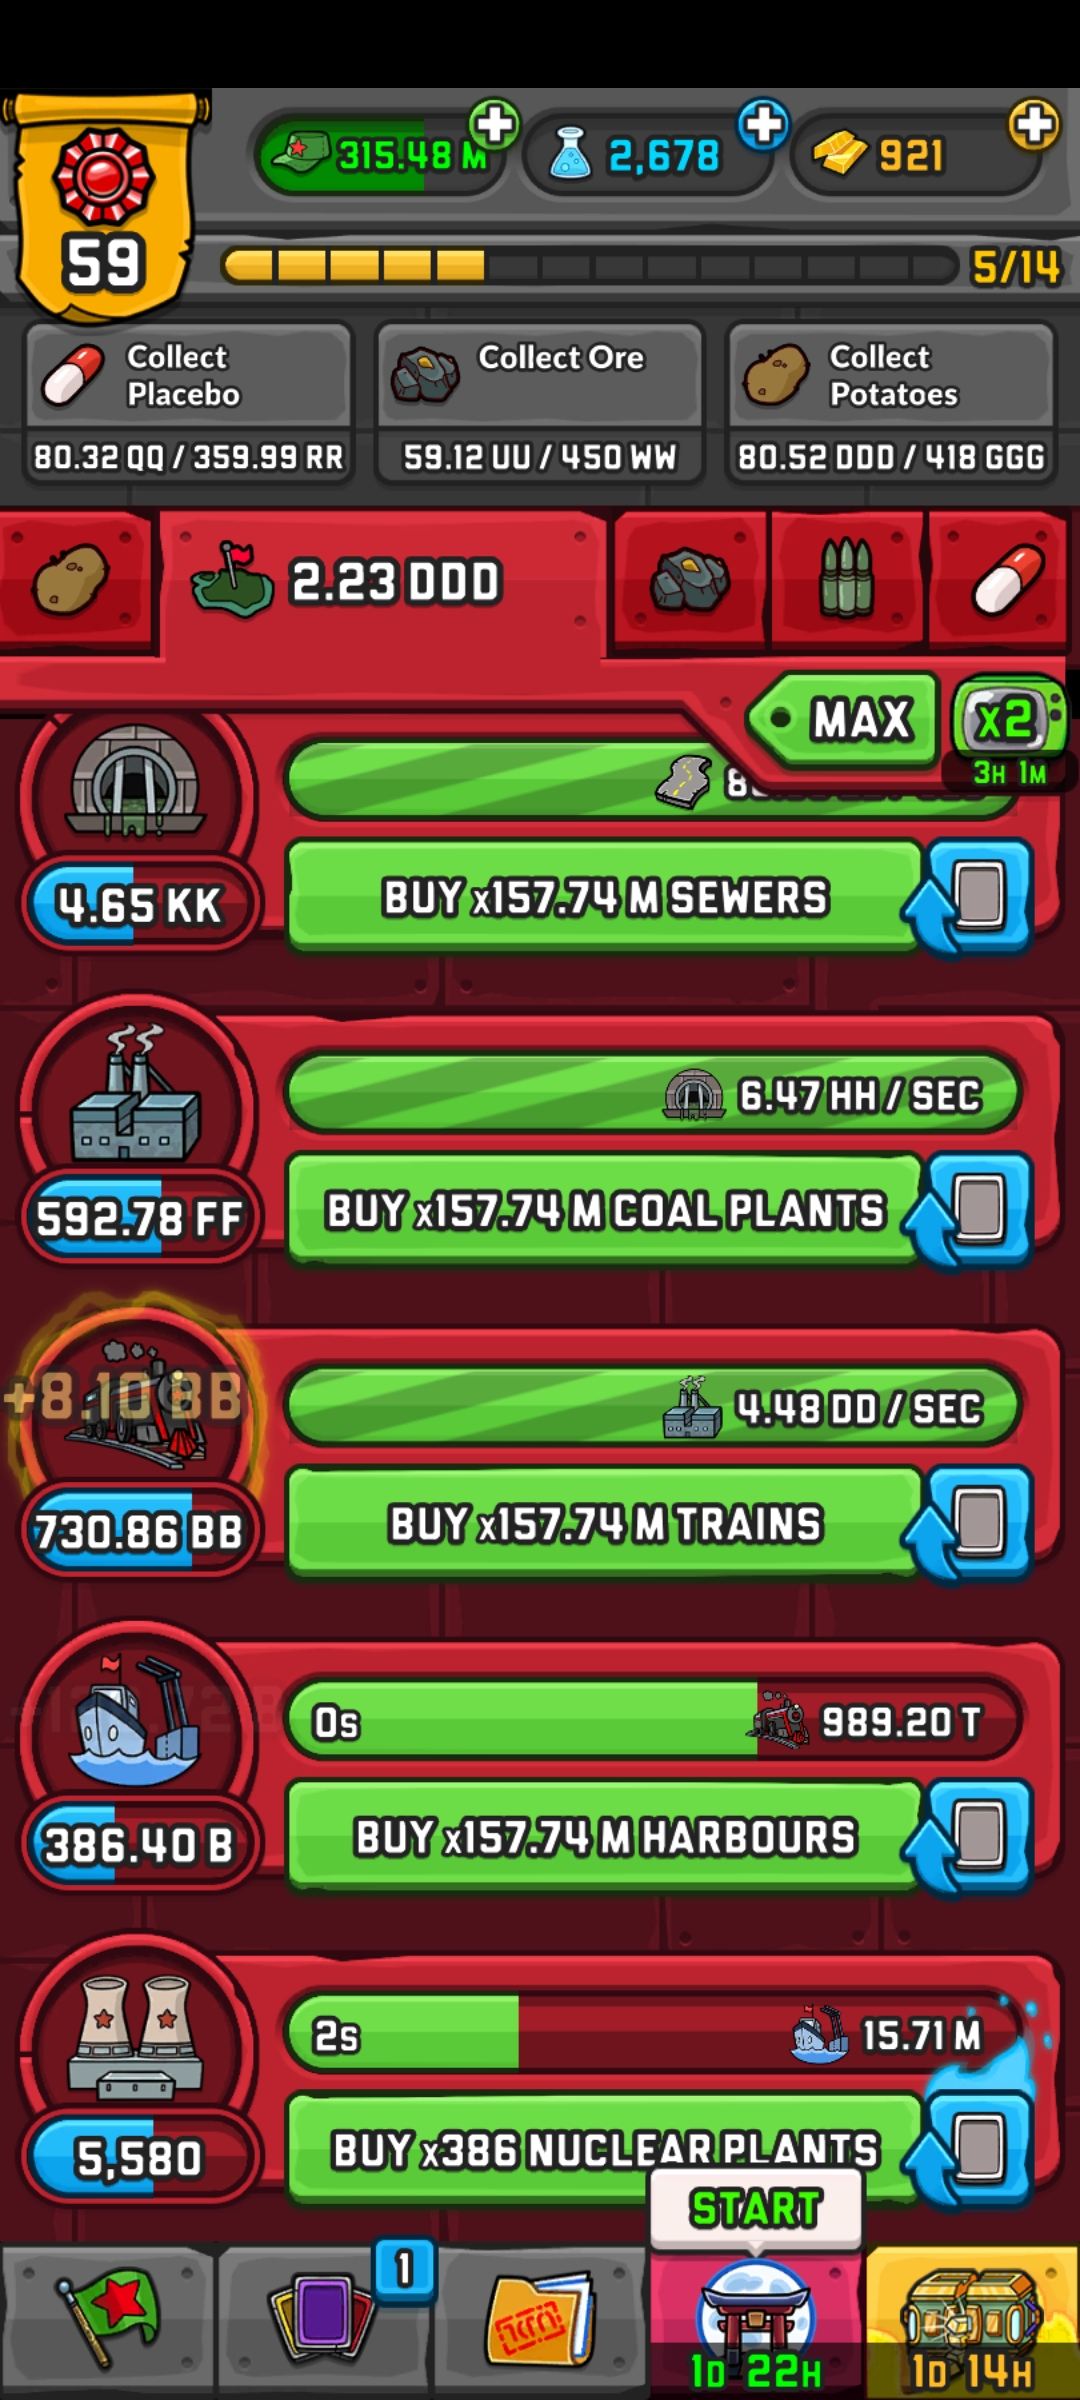 315.48 M
2,678
921
59
5/14
Collect Placebo
80.32 QQ / 359.99 RR
Collect Ore
59.12 UU / 450 WW
Collect Potatoes
80.52 DDD / 418 GGG
2.23 DDD
MAX
x2
3H 1M
4.65 KK
BUY x157.74 M SEWERS
6.47 HH / SEC
592.78 FF
BUY x157.74 M COAL PLANTS
+8.10 BB
4.48 DD / SEC
730.86 BB
BUY x157.74 M TRAINS
0s
989.20 T
386.40 B
BUY x157.74 M HARBOURS
2s
15.71 M
5,580
BUY x386 NUCLEAR PLANTS
START
1
1D 22H
1D 14H